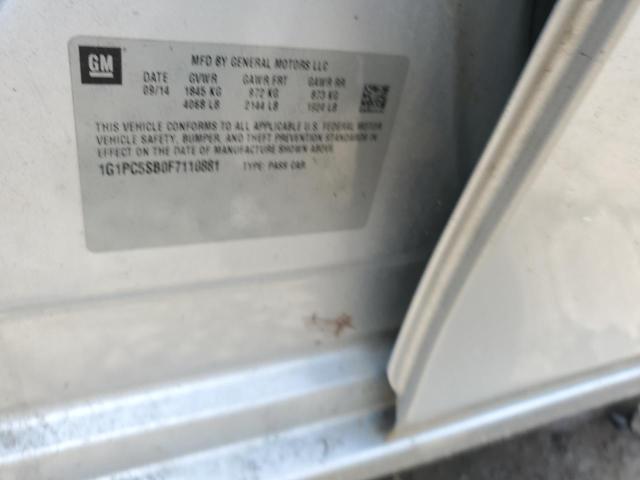 GM
MFD BY GENERAL MOTORS LLC
DATE GVWR GAWR FRT GAWR RR
09/14 1845 KG 972 KG 873 KG
4068 LB 2144 LB 1924 LB
THIS VEHICLE CONFORMS TO ALL APPLICABLE U.S. FEDERAL MOTOR
VEHICLE SAFETY, BUMPER, AND THEFT PREVENTION STANDARDS IN
EFFECT ON THE DATE OF MANUFACTURE SHOWN ABOVE.
1G1PC5SB0F7110881 TYPE: PASS CAR